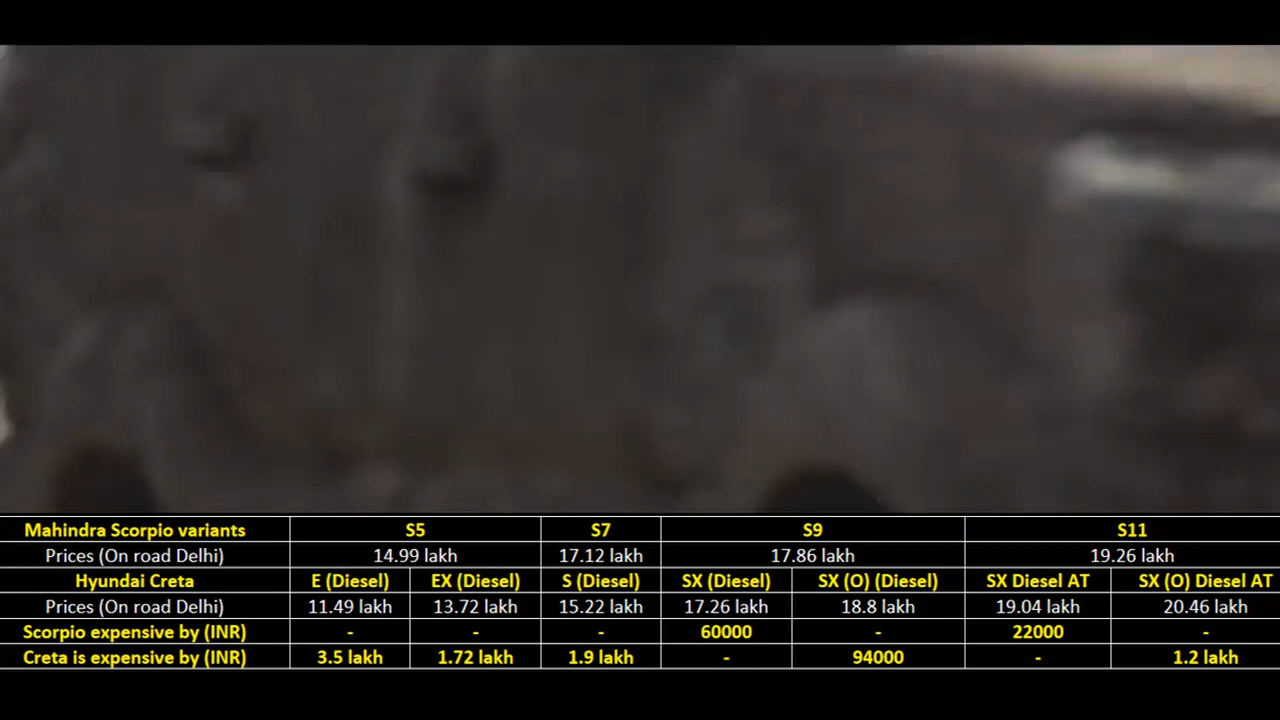 Mahindra Scorpio variants S5 S7 S9 S11
Prices (On road Delhi) 14.99 lakh 17.12 lakh 17.86 lakh 19.26 lakh
Hyundai Creta E (Diesel) EX (Diesel) S (Diesel) SX (Diesel) SX (O) (Diesel) SX Diesel AT SX (O) Diesel AT
Prices (On road Delhi) 11.49 lakh 13.72 lakh 15.22 lakh 17.26 lakh 18.8 lakh 19.04 lakh 20.46 lakh
Scorpio expensive by (INR) - - - 60000 - 22000 -
Creta is expensive by (INR) 3.5 lakh 1.72 lakh 1.9 lakh - 94000 - 1.2 lakh